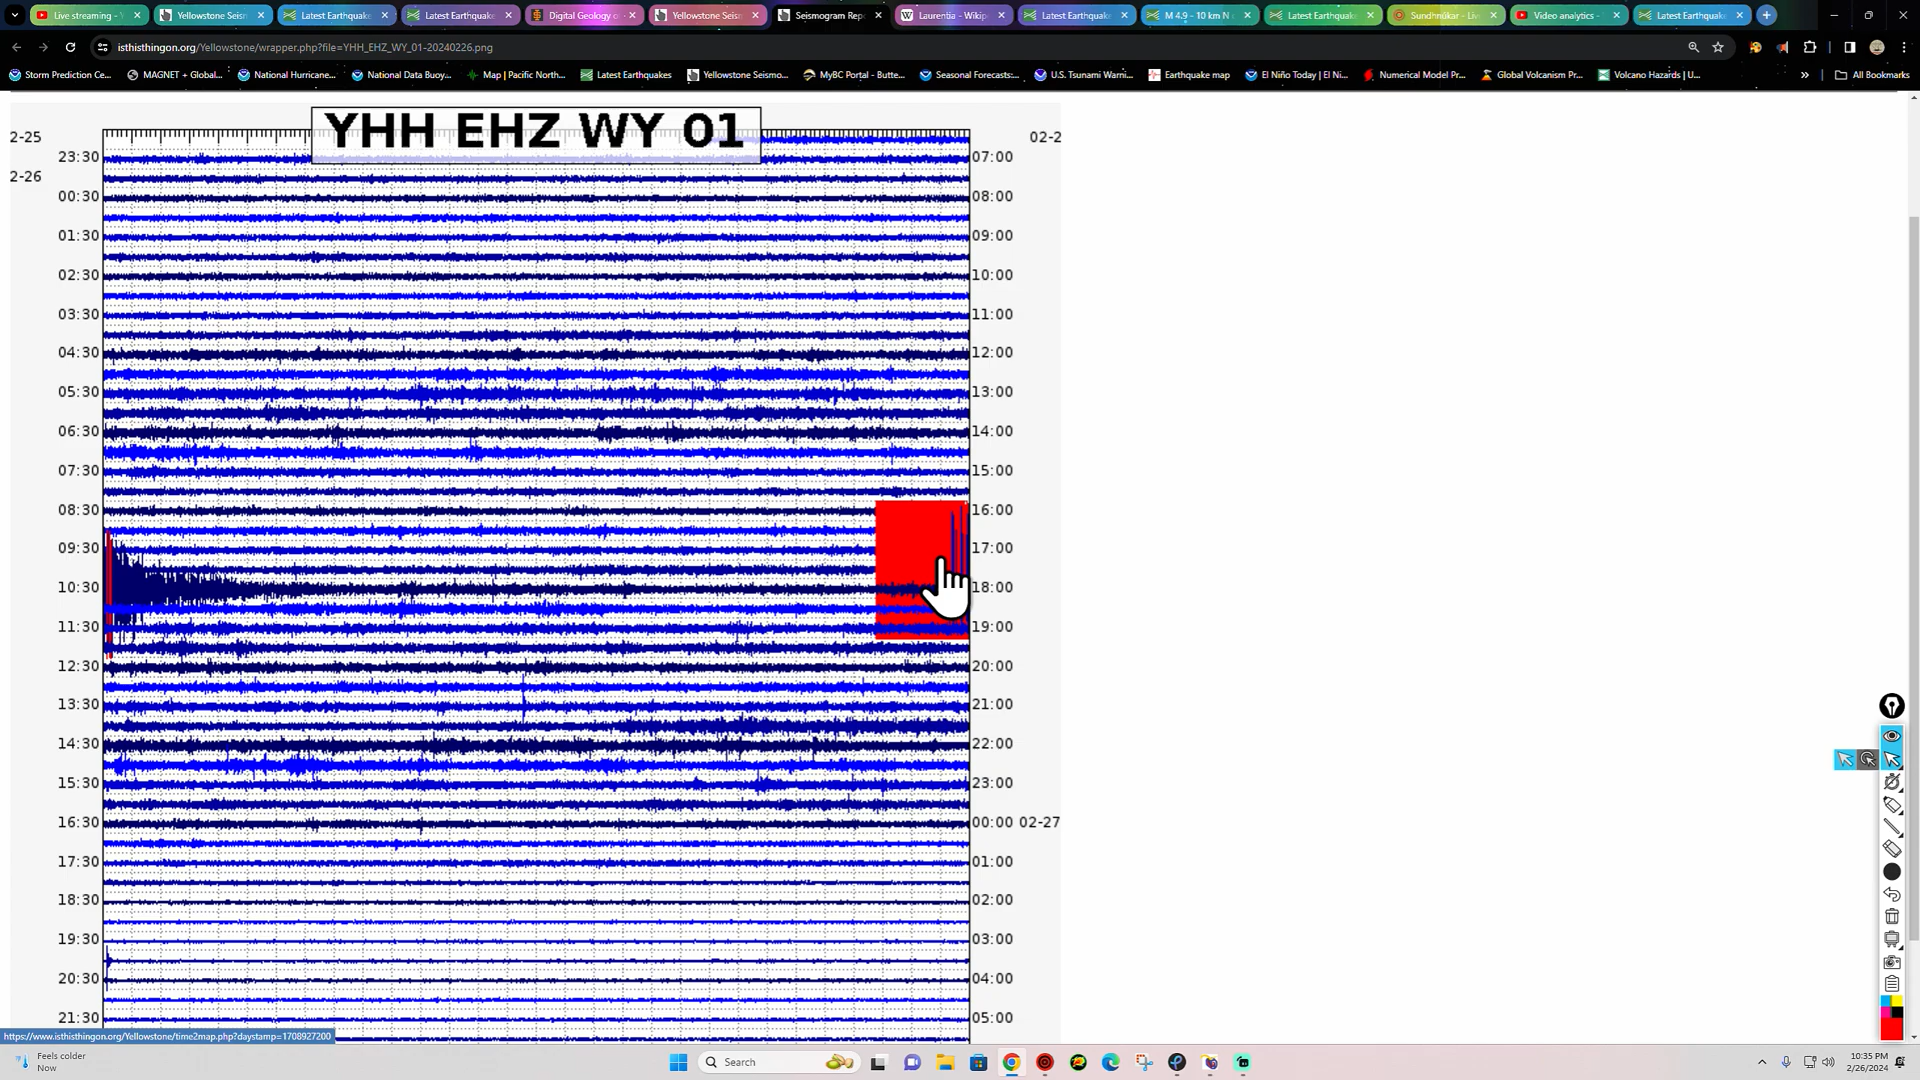 Live streaming - 
Yellowstone Seisn
Latest Earthquake
Latest Earthquake
Digital Geology o
Yellowstone Seisn
Seismogram Repo
Laurentia - Wikip
Latest Earthquake
M 4.9 - 10 km N
Latest Earthquake
Sundhnúkar - Liv
Video analytics -
Latest Earthquake
isthisthingon.org/Yellowstone/wrapper.php?file=YHH_EHZ_WY_01-20240226.png
Storm Prediction Ce...
MAGNET + Global...
National Hurricane...
National Data Buoy...
Map | Pacific North...
Latest Earthquakes
Yellowstone Seismo...
MyBC Portal - Butte...
Seasonal Forecasts:...
U.S. Tsunami Warni...
Earthquake map
El Niño Today | El Ni...
Numerical Model Pr...
Global Volcanism Pr...
Volcano Hazards | U...
All Bookmarks
YHH EHZ WY 01
2-25
02-2
23:30
07:00
2-26
00:30
08:00
01:30
09:00
02:30
10:00
03:30
11:00
04:30
12:00
05:30
13:00
06:30
14:00
07:30
15:00
08:30
16:00
09:30
17:00
10:30
18:00
11:30
19:00
12:30
20:00
13:30
21:00
14:30
22:00
15:30
23:00
16:30
00:00 02-27
17:30
01:00
18:30
02:00
19:30
03:00
20:30
04:00
21:30
05:00
https://www.isthisthingon.org/Yellowstone/time2map.php?daystamp=1708927200
Feels colder
Now
Search
10:35 PM
2/26/2024